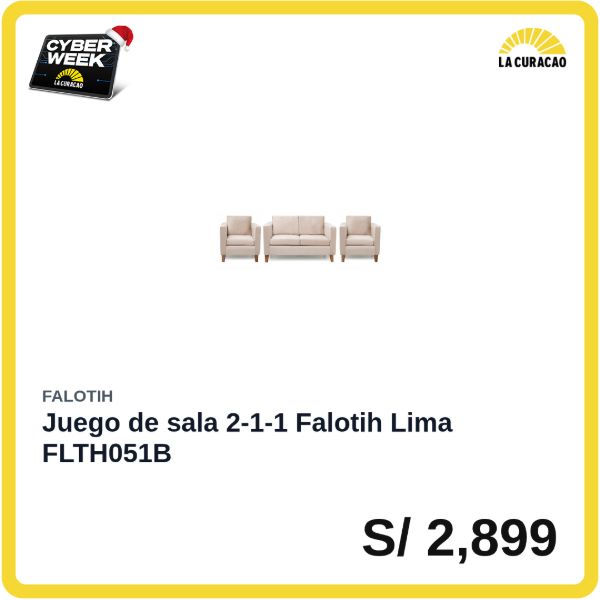 CYBER
WEEK
LA CURACAO
LA CURACAO
FALOTIH
Juego de sala 2-1-1 Falotih Lima
FLTH051B
S/ 2,899